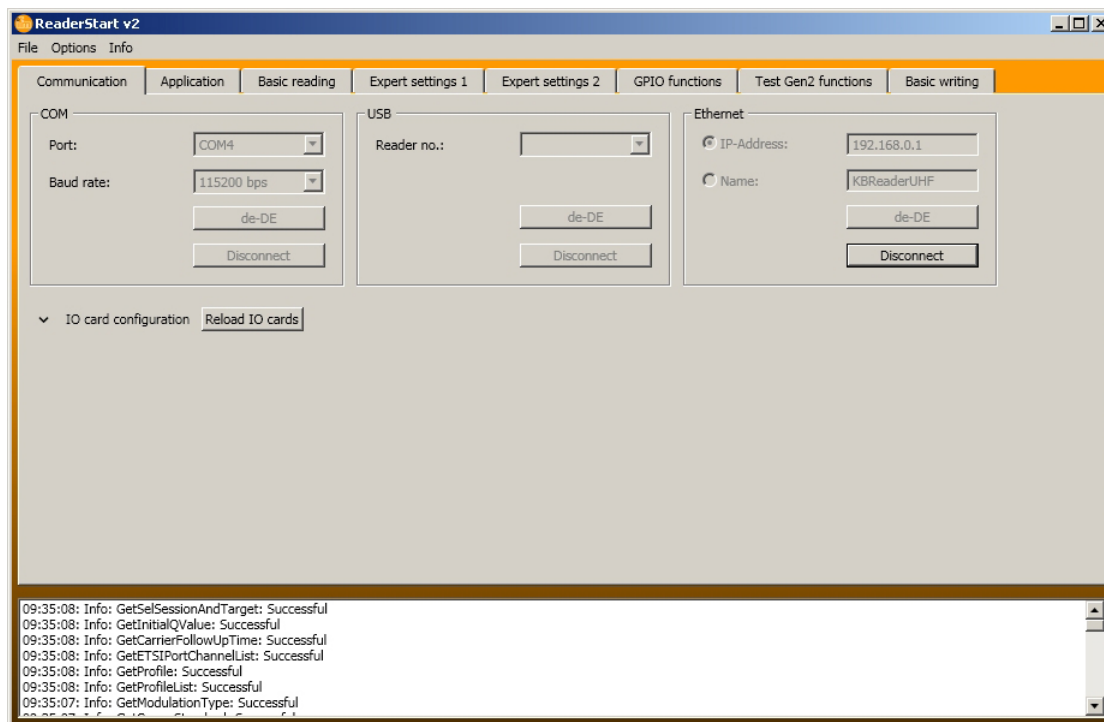 ReaderStart v2
File Options Info
Communication Application Basic reading Expert settings 1 Expert settings 2 GPIO functions Test Gen2 functions Basic writing
COM USB Ethernet
Port: COM4 Reader no.: IP-Address: 192.168.0.1
Baud rate: 115200 bps Name: KBReaderUHF
de-DE de-DE de-DE
Disconnect Disconnect Disconnect
IO card configuration Reload IO cards
09:35:08: Info: GetSelSessionAndTarget: Successful
09:35:08: Info: GetInitialQValue: Successful
09:35:08: Info: GetCarrierFollowUpTime: Successful
09:35:08: Info: GetETSIPortChannelList: Successful
09:35:08: Info: GetProfile: Successful
09:35:08: Info: GetProfileList: Successful
09:35:07: Info: GetModulationType: Successful